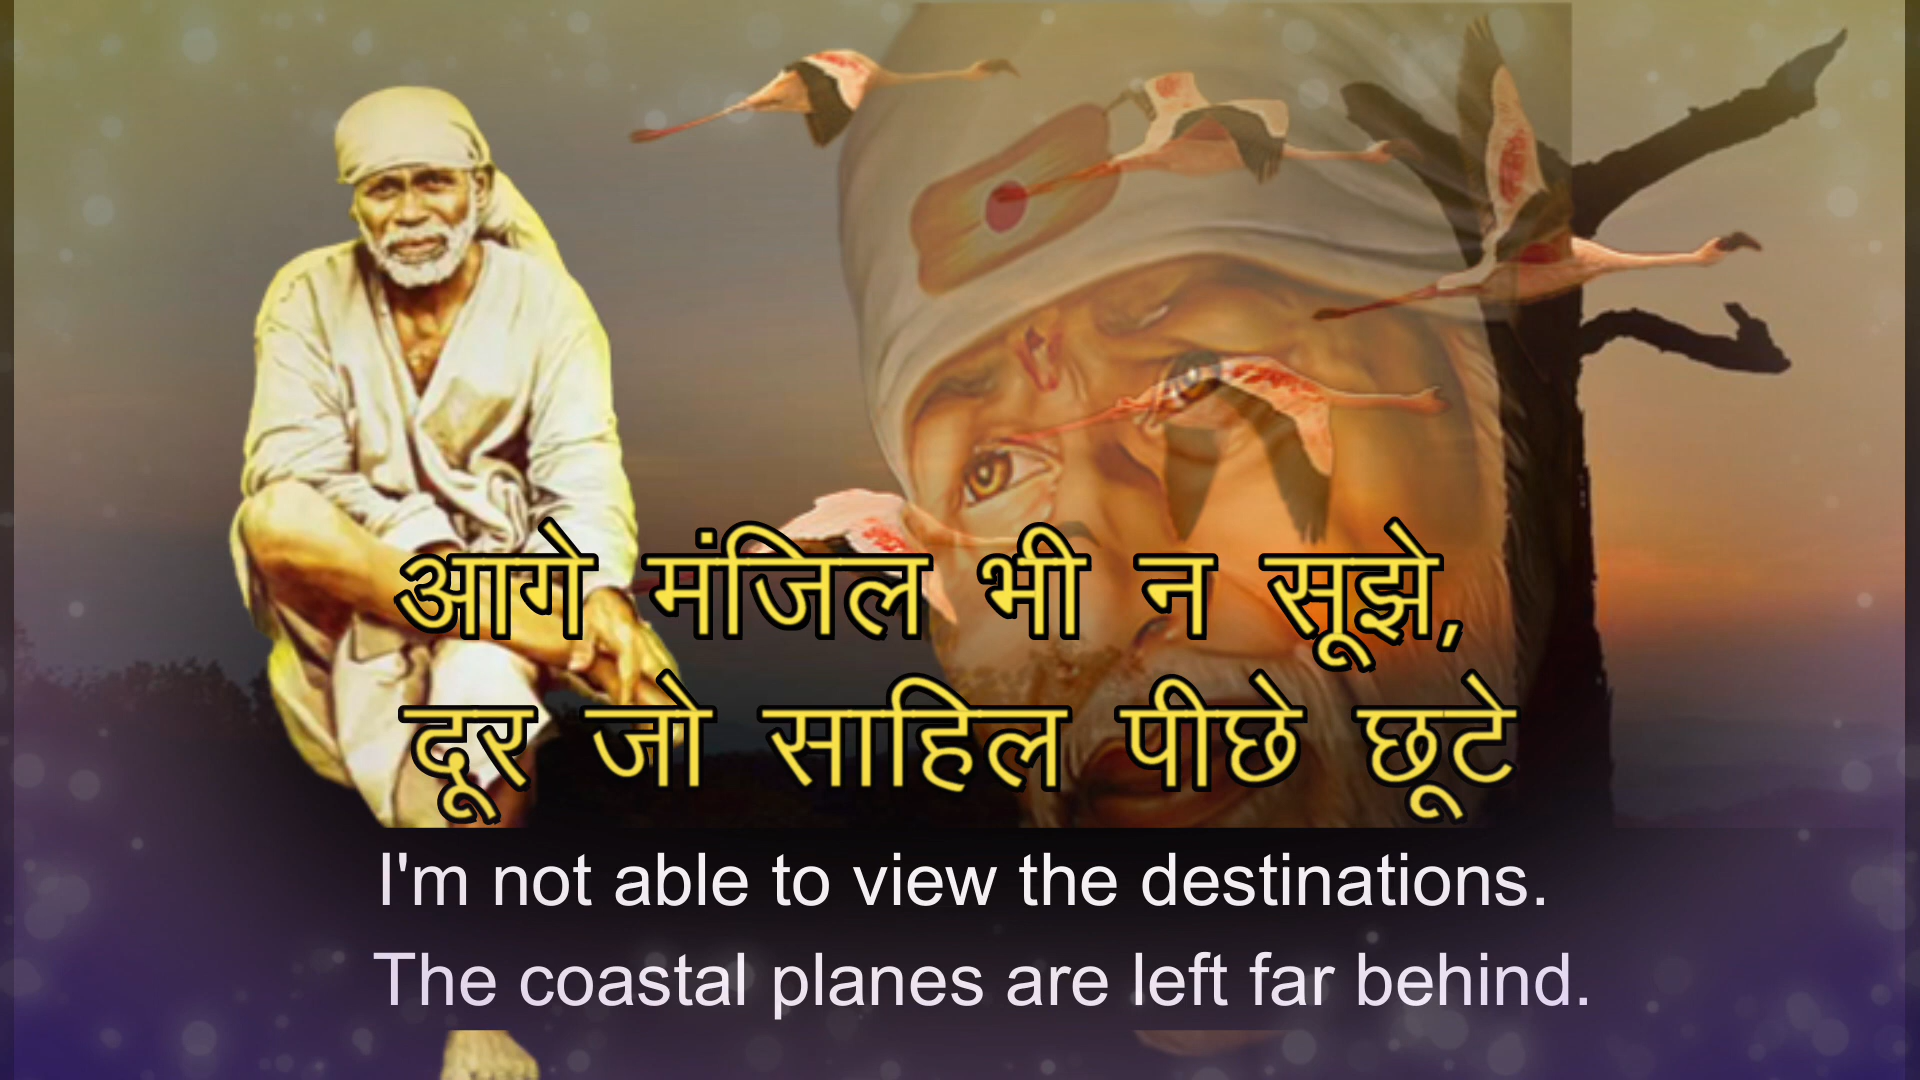 आगे मंजिल भी न सूझे,
दूर जो साहिल पीछे छूटे
I'm not able to view the destinations.
The coastal planes are left far behind.